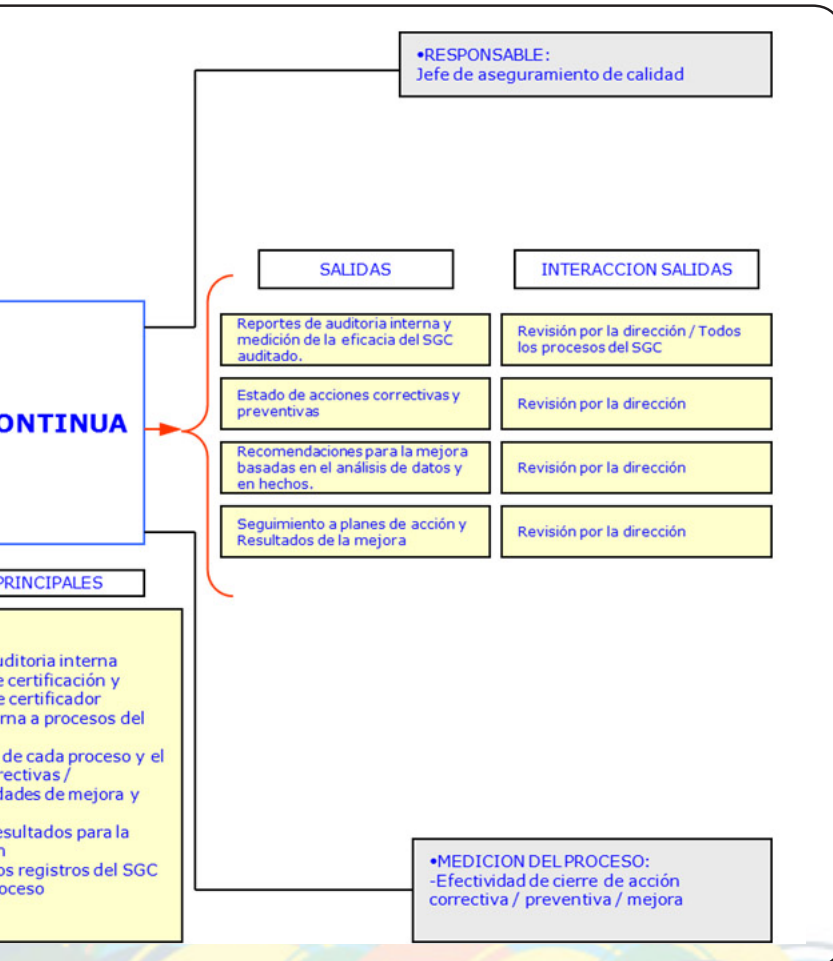 •RESPONSABLE:
Jefe de aseguramiento de calidad
SALIDAS
INTERACCION SALIDAS
Reportes de auditoria interna y
medición de la eficacia del SGC
auditado.
Revisión por la dirección / Todos
los procesos del SGC
Estado de acciones correctivas y
preventivas
Revisión por la dirección
Recomendaciones para la mejora
basadas en el análisis de datos y
en hechos.
Revisión por la dirección
Seguimiento a planes de acción y
Resultados de la mejora
Revisión por la dirección
ONTINUA
PRINCIPALES
uditoria interna
e certificación y
e certificador
rna a procesos del
de cada proceso y el
rectivas /
dades de mejora y
esultados para la
n
os registros del SGC
oceso
•MEDICION DEL PROCESO:
-Efectividad de cierre de acción
correctiva / preventiva / mejora